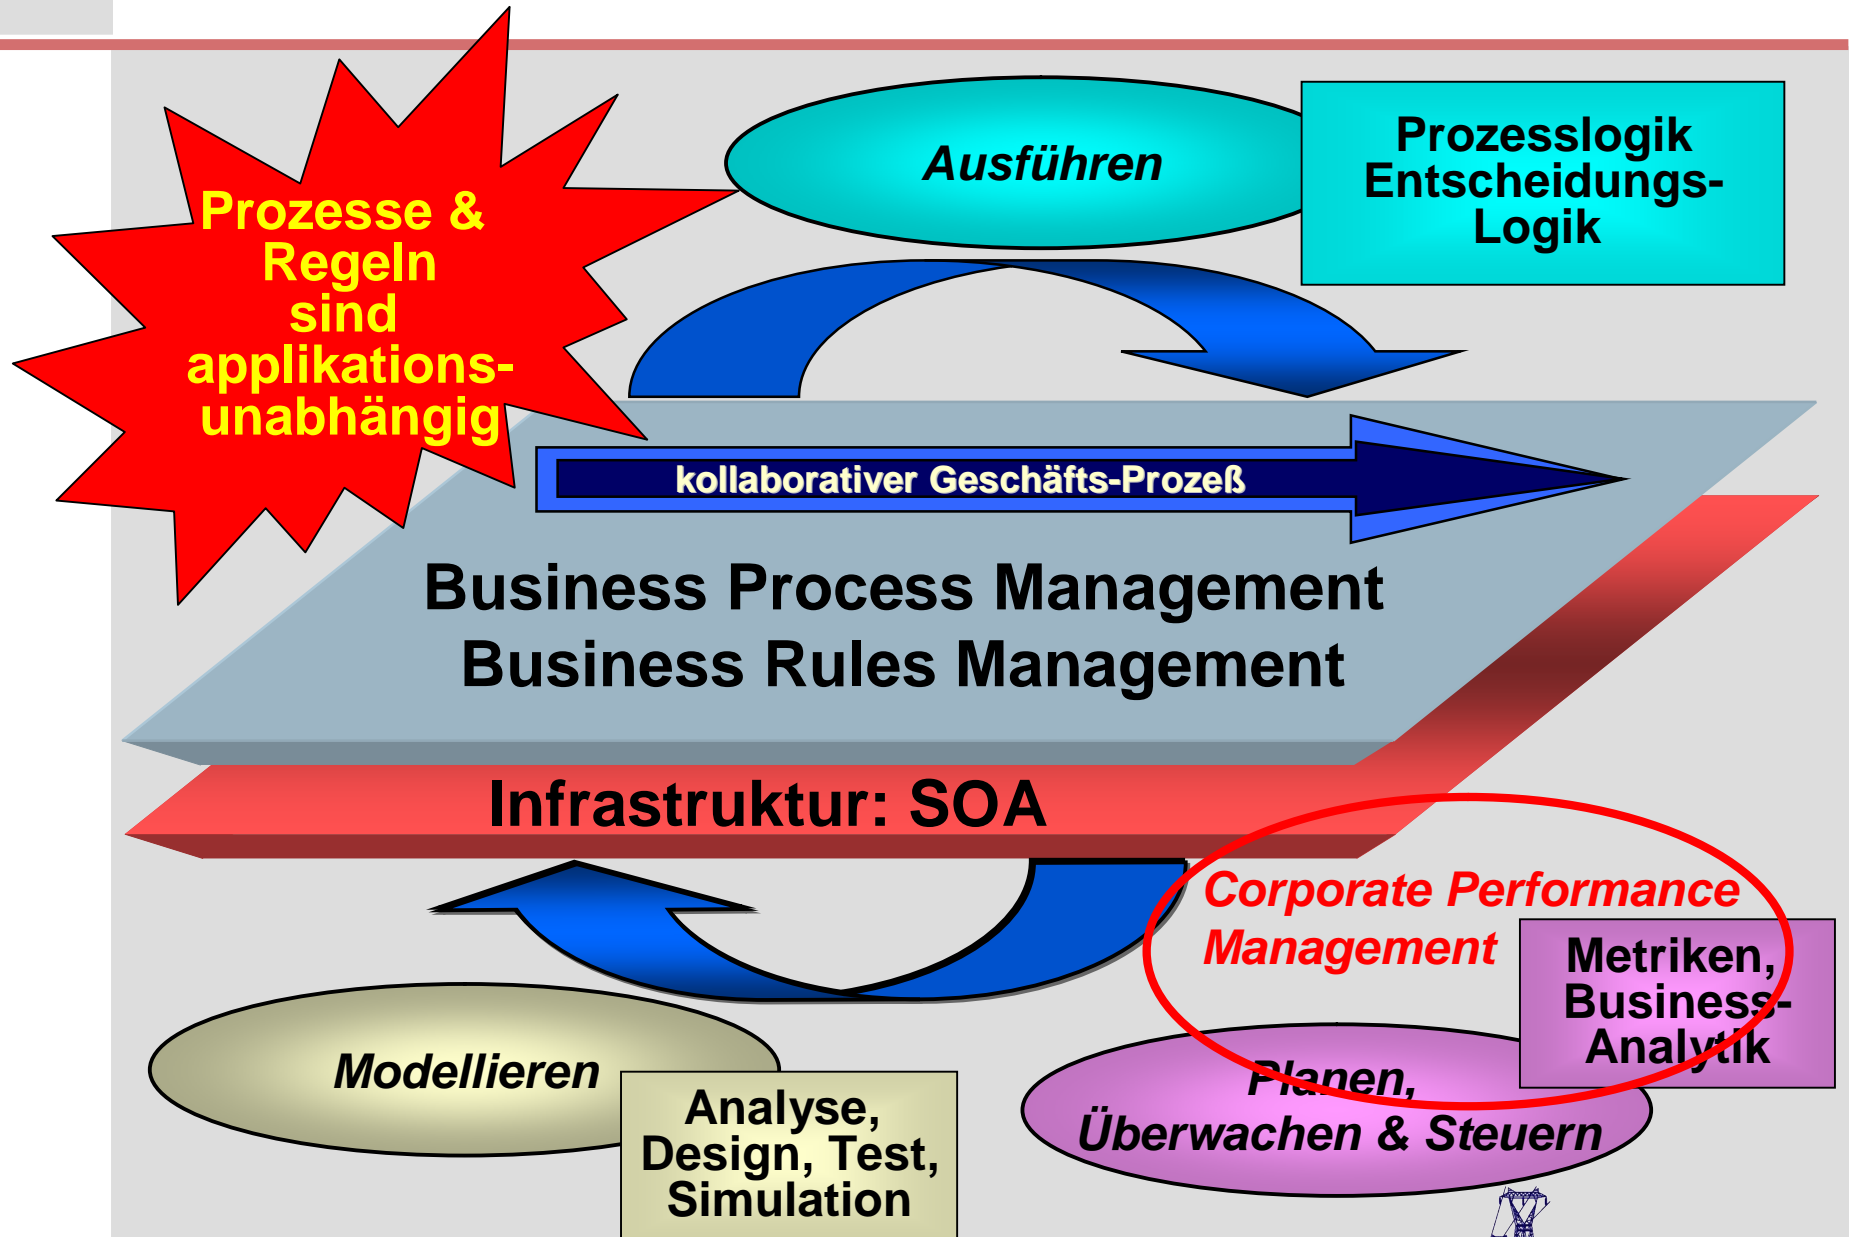 Prozesse &
Regeln
sind
applikations-
unabhängig
Ausführen
Prozesslogik
Entscheidungs-
Logik
kollaborativer Geschäfts-Prozeß
Business Process Management
Business Rules Management
Infrastruktur: SOA
Corporate Performance
Management
Metriken,
Business-
Analytik
Modellieren
Analyse,
Design, Test,
Simulation
Planen,
Überwachen & Steuern